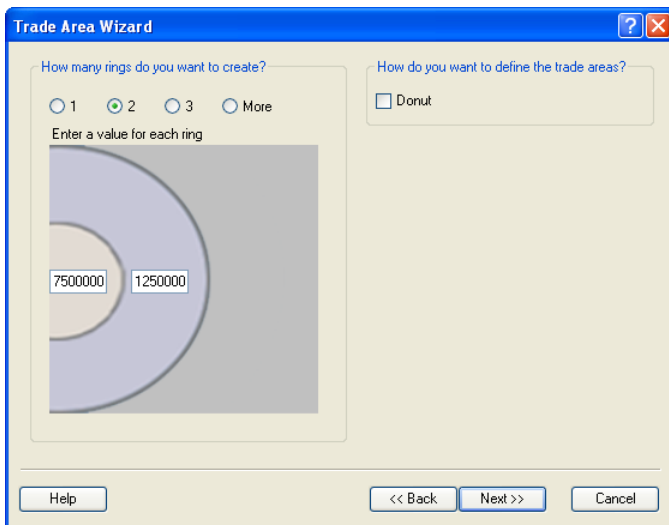 Trade Area Wizard
How many rings do you want to create?
1 2 3 More
Enter a value for each ring
7500000 1250000
How do you want to define the trade areas?
Donut
Help << Back Next >> Cancel